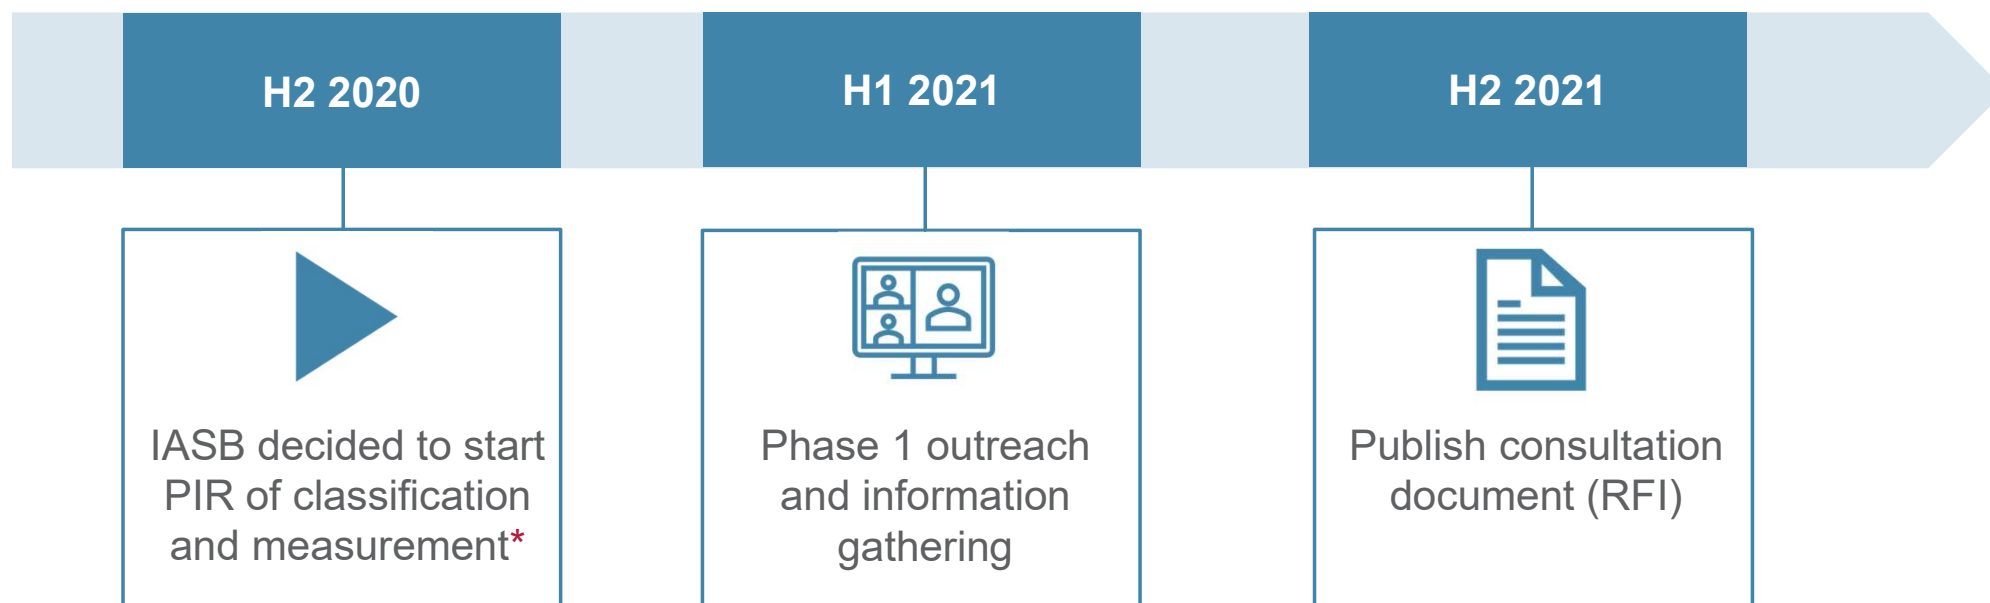 H2 2020
H1 2021
H2 2021
IASB decided to start
PIR of classification
and measurement*
Phase 1 outreach
and information
gathering
Publish consultation
document (RFI)